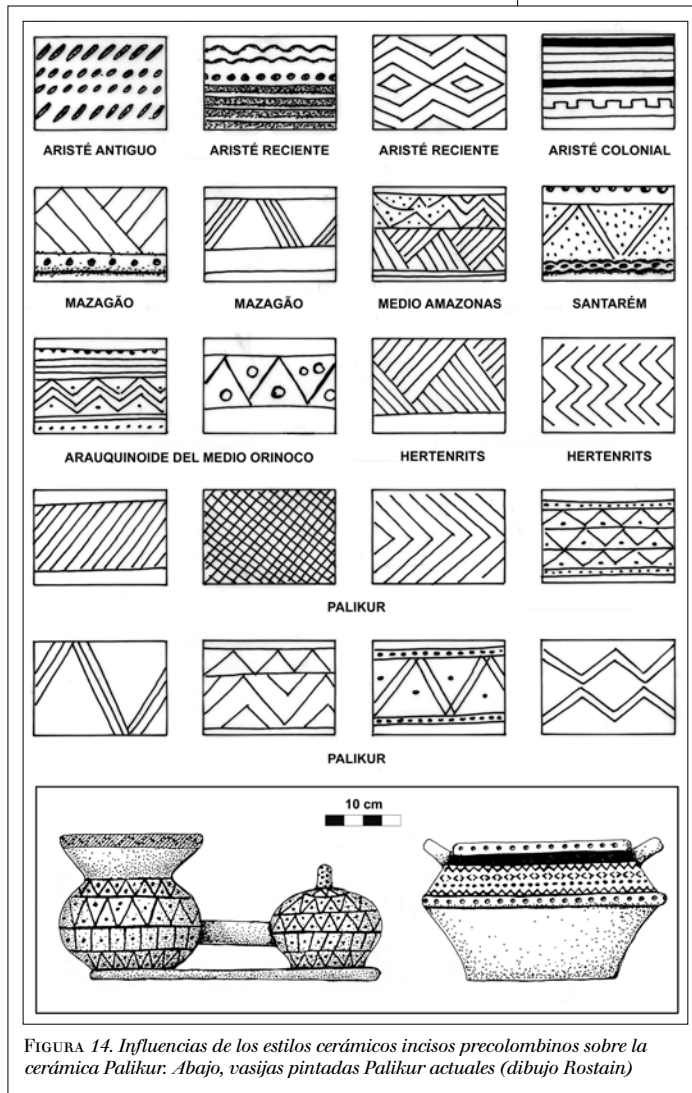 ARISTÉ ANTIGUO ARISTÉ RECIENTE ARISTÉ RECIENTE ARISTÉ COLONIAL
MAZAGÃO MAZAGÃO MEDIO AMAZONAS SANTARÉM
ARAUQUINOIDE DEL MEDIO ORINOCO HERTENRITS HERTENRITS
PALIKUR
PALIKUR
10 cm
FIGURA 14. Influencias de los estilos cerámicos incisos precolombinos sobre la
cerámica Palikur. Abajo, vasijas pintadas Palikur actuales (dibujo Rostain)